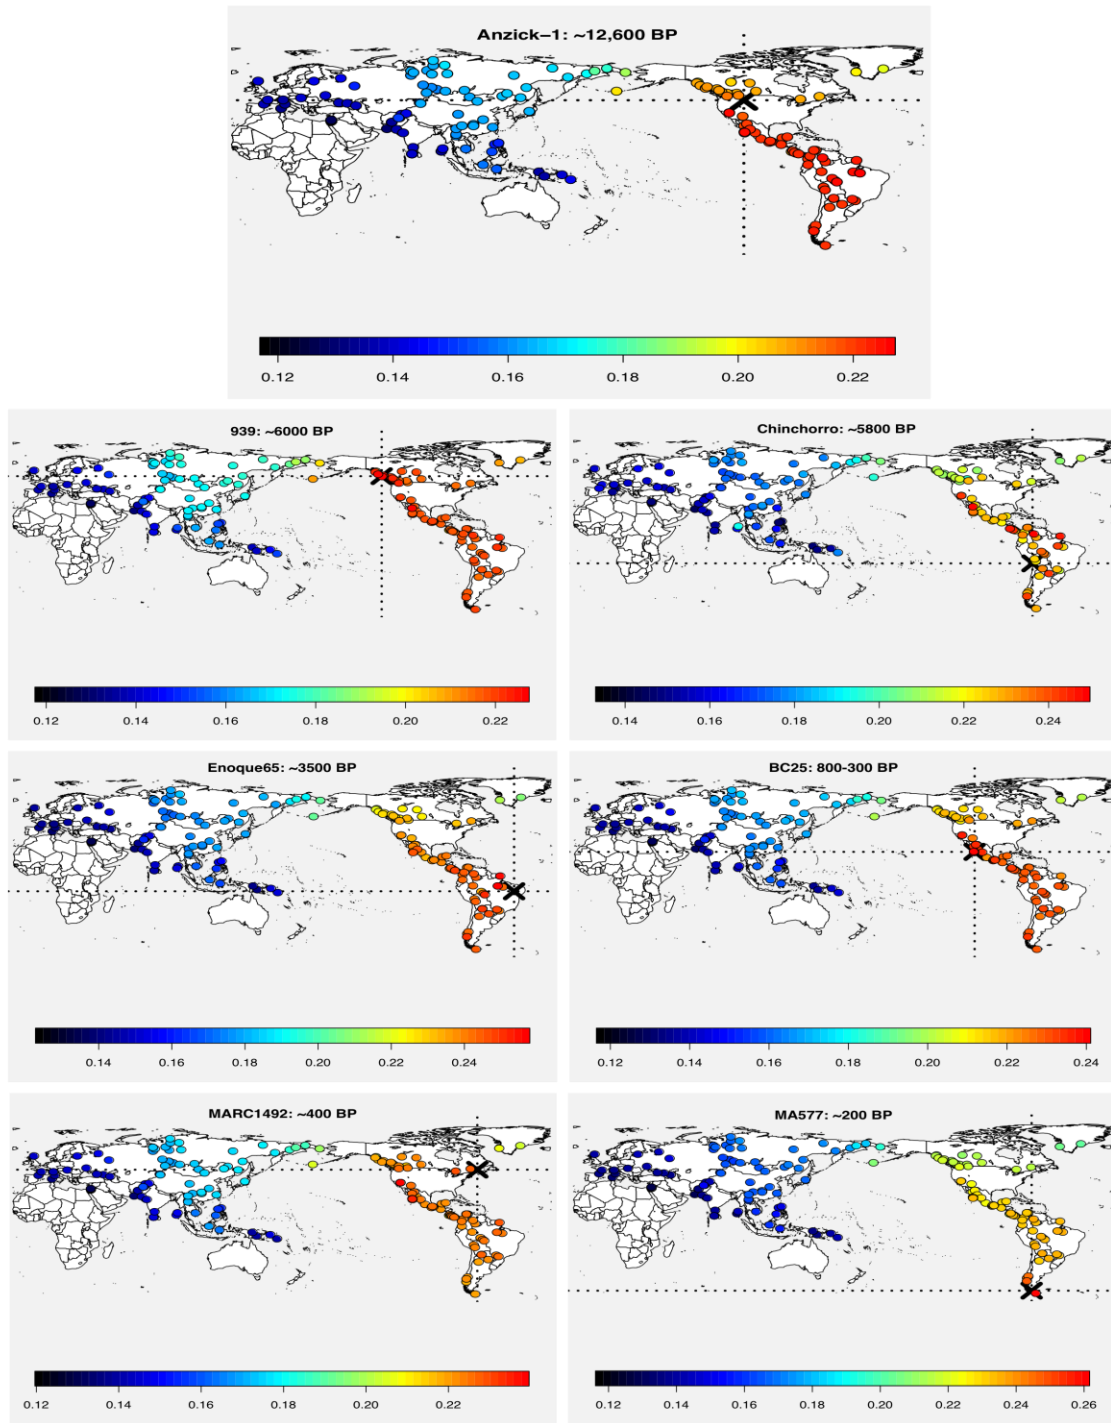 Anzick–1: ~12,600 BP
0.12 0.14 0.16 0.18 0.20 0.22
939: ~6000 BP
0.12 0.14 0.16 0.18 0.20 0.22
Chinchorro: ~5800 BP
0.14 0.16 0.18 0.20 0.22 0.24
Enoque65: ~3500 BP
0.14 0.16 0.18 0.20 0.22 0.24
BC25: 800-300 BP
0.12 0.14 0.16 0.18 0.20 0.22 0.24
MARC1492: ~400 BP
0.12 0.14 0.16 0.18 0.20 0.22
MA577: ~200 BP
0.12 0.14 0.16 0.18 0.20 0.22 0.24 0.26